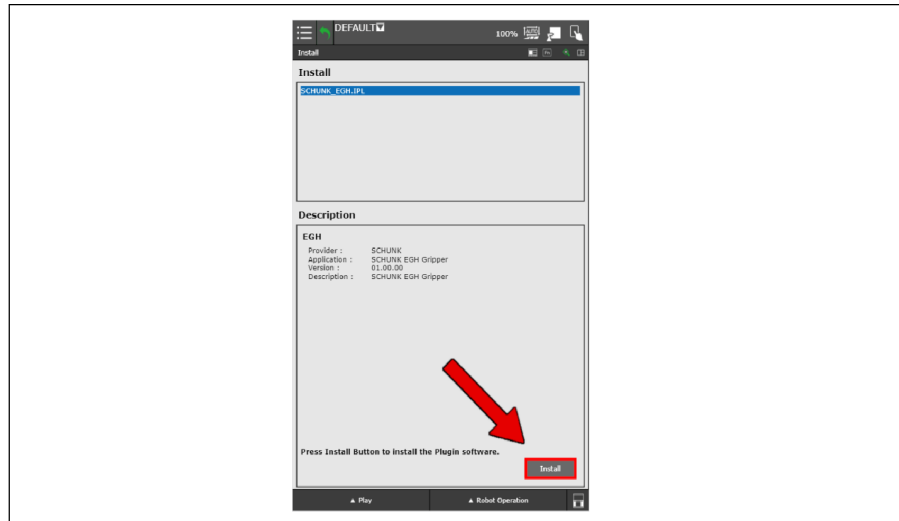 DEFAULT
100% AUTO
Install
Install
SCHUNK_EGH.IPL
Description
EGH
Provider : SCHUNK
Application : SCHUNK EGH Gripper
Version : 01.00.00
Description : SCHUNK EGH Gripper
Press Install Button to install the Plugin software.
Install
▲ Play ▲ Robot Operation